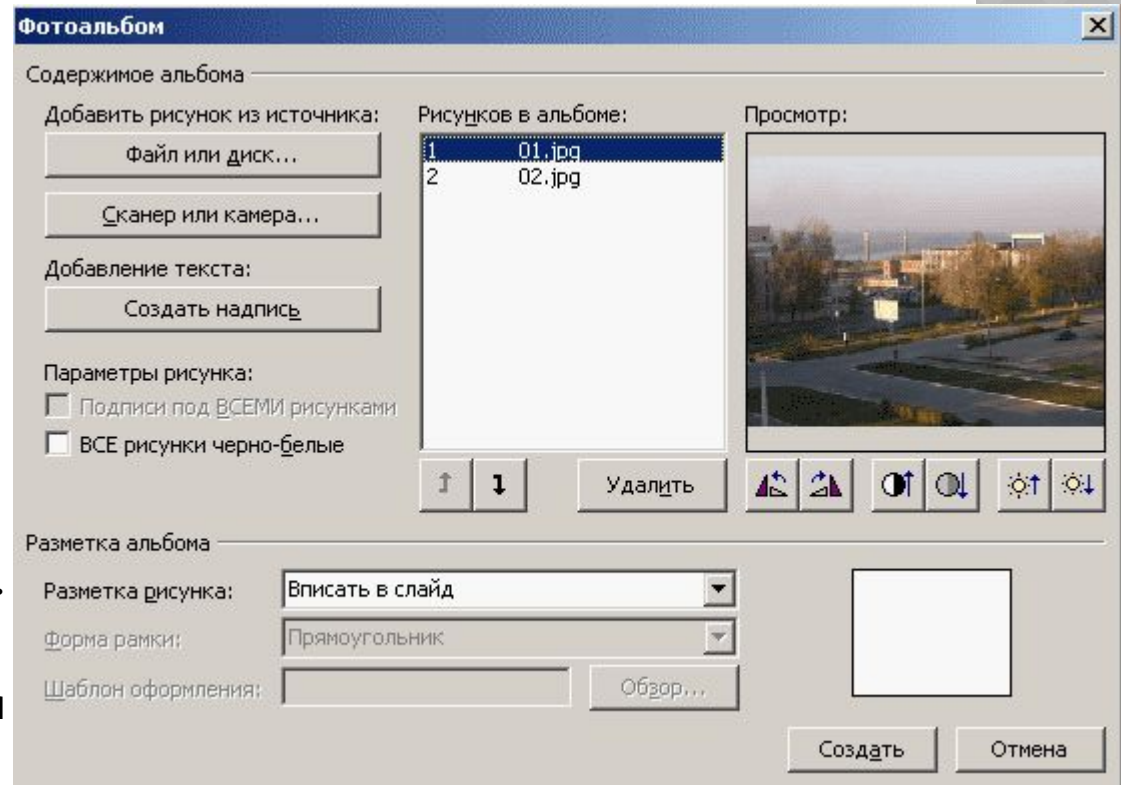 Фотоальбом
Содержимое альбома
Добавить рисунок из источника:
Файл или диск...
Сканер или камера...
Добавление текста:
Создать надпись
Параметры рисунка:
Подписи под ВСЕМИ рисунками
ВСЕ рисунки черно-белые
Рисунков в альбоме:
1 01.jpg
2 02.jpg
Удалить
Просмотр:
Разметка альбома
Разметка рисунка: Вписать в слайд
Форма рамки: Прямоугольник
Шаблон оформления: Обзор...
Создать Отмена